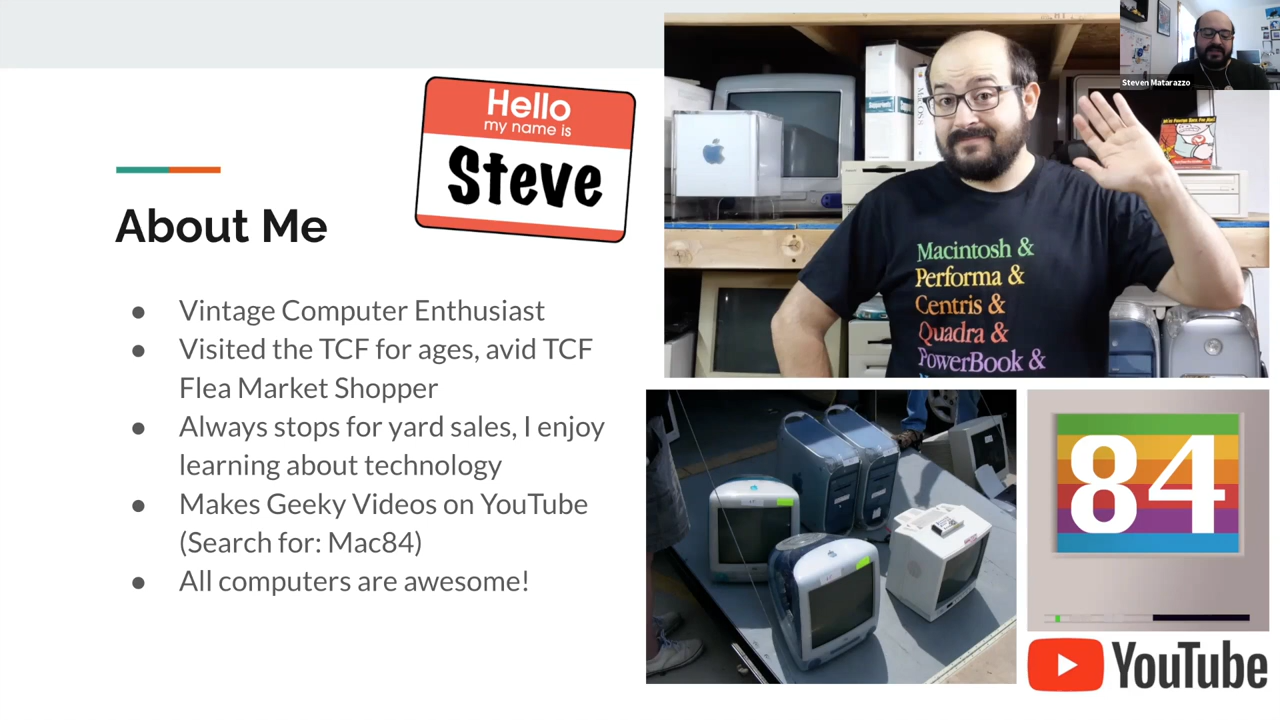 Hello
my name is
Steve
About Me
● Vintage Computer Enthusiast
● Visited the TCF for ages, avid TCF
Flea Market Shopper
● Always stops for yard sales, I enjoy
learning about technology
● Makes Geeky Videos on YouTube
(Search for: Mac84)
● All computers are awesome!
Steven Matarazzo
Macintosh &
Performa &
Centris &
Quadra &
PowerBook &
84
YouTube